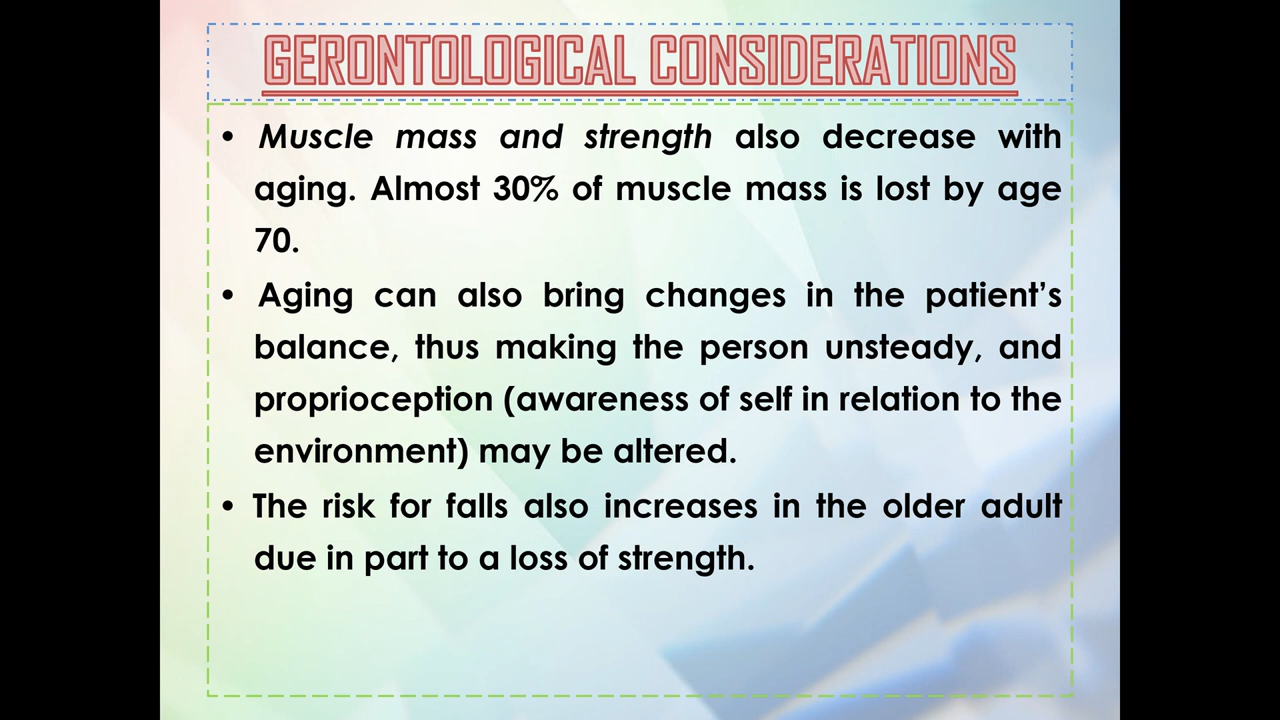 GERONTOLOGICAL CONSIDERATIONS
• Muscle mass and strength also decrease with
aging. Almost 30% of muscle mass is lost by age
70.
• Aging can also bring changes in the patient’s
balance, thus making the person unsteady, and
proprioception (awareness of self in relation to the
environment) may be altered.
• The risk for falls also increases in the older adult
due in part to a loss of strength.